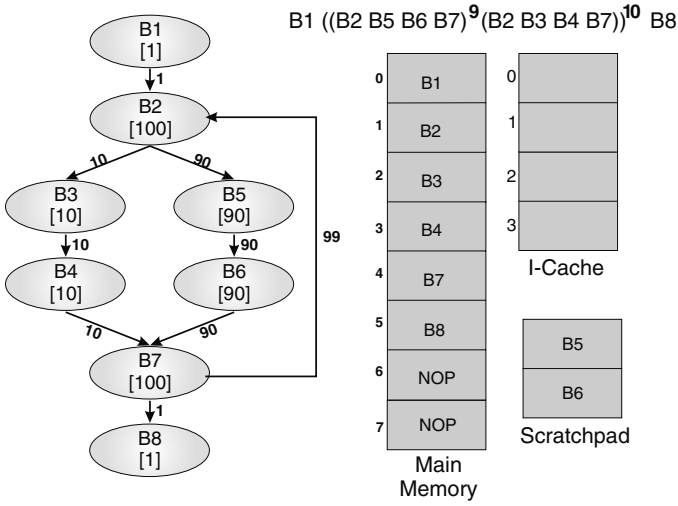 B1 ((B2 B5 B6 B7)9(B2 B3 B4 B7))10 B8
B1
[1]
1
B2
[100]
10
90
B3
[10]
B5
[90]
10
90
B4
[10]
B6
[90]
10
90
99
B7
[100]
1
B8
[1]
0
B1
1
B2
2
B3
3
B4
4
B7
5
B8
6
NOP
7
NOP
Main
Memory
0
1
2
3
I-Cache
B5
B6
Scratchpad